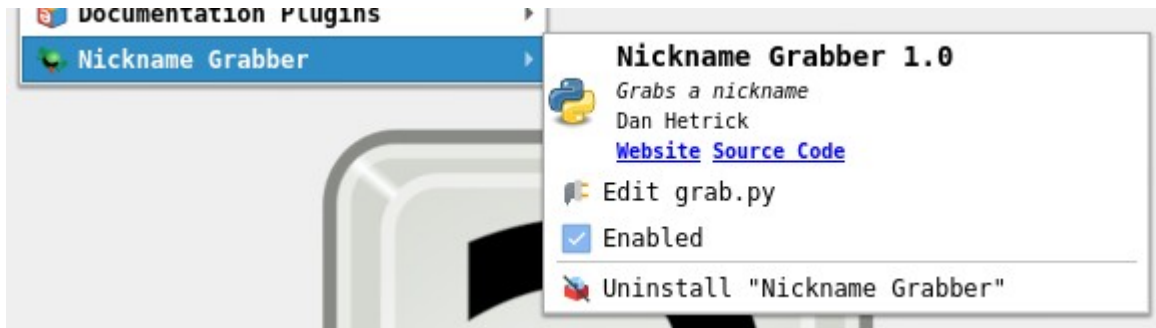 Documentation Plugins
Nickname Grabber
Nickname Grabber 1.0
Grabs a nickname
Dan Hetrick
Website Source Code
Edit grab.py
Enabled
Uninstall "Nickname Grabber"